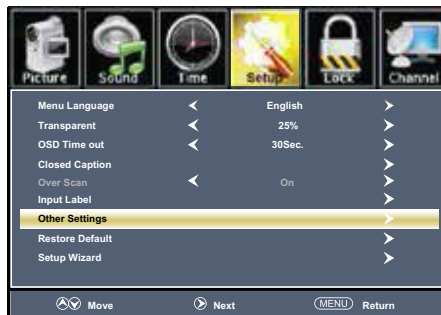 Picture Sound Time Setup Lock Channel
Menu Language English
Transparent 25%
OSD Time out 30Sec.
Closed Caption
Over Scan On
Input Label
Other Settings
Restore Default
Setup Wizard
Move Next MENU Return